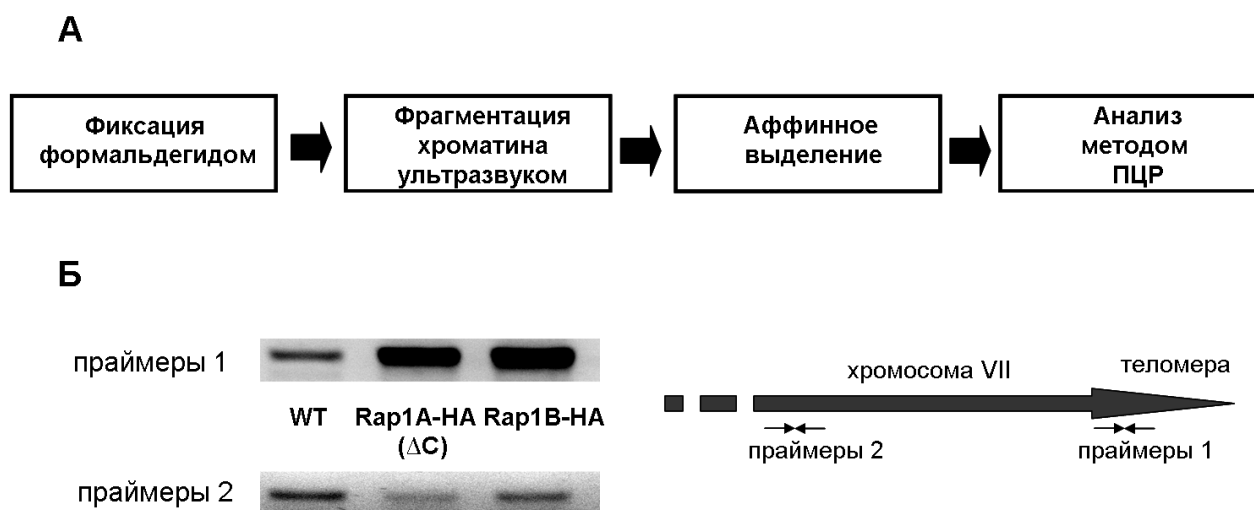 А
Фиксация
формальдегидом
Фрагментация
хроматина
ультразвуком
Аффинное
выделение
Анализ
методом
ПЦР
Б
праймеры 1
WT Rap1A-HA Rap1B-HA
(ΔC)
праймеры 2
хромосома VII
теломера
праймеры 2
праймеры 1